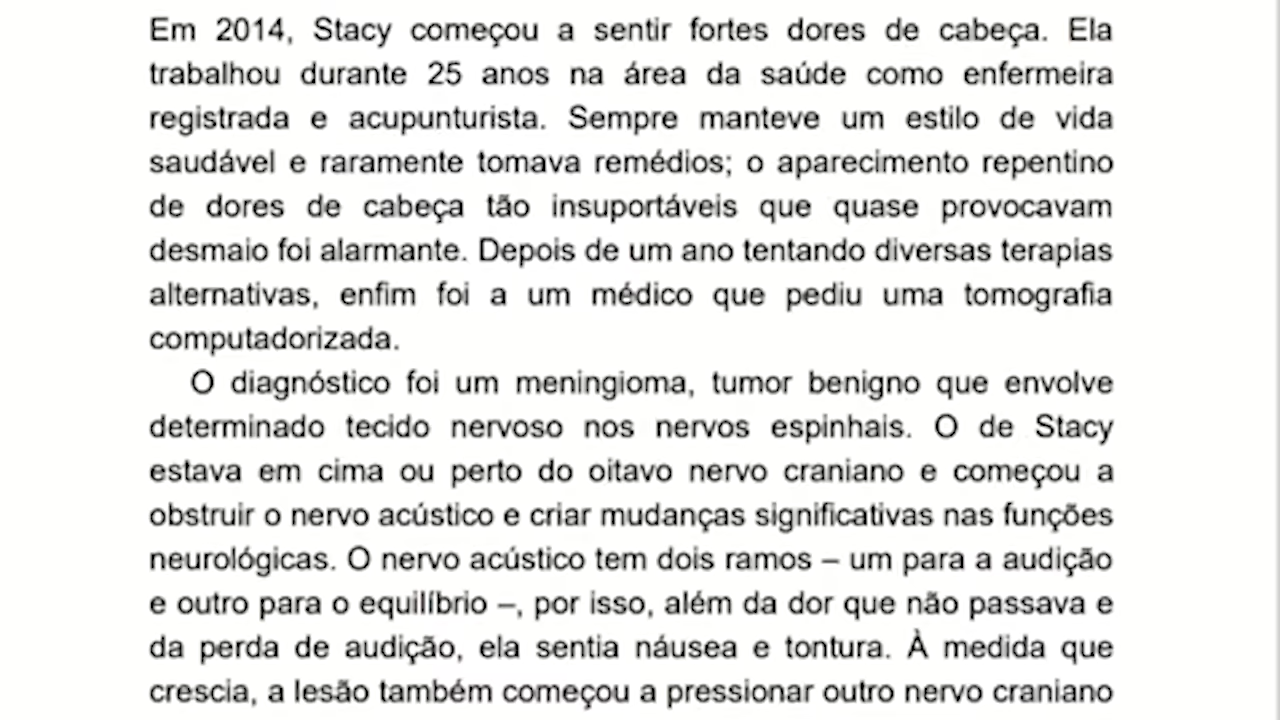 Em 2014, Stacy começou a sentir fortes dores de cabeça. Ela
trabalhou durante 25 anos na área da saúde como enfermeira
registrada e acupunturista. Sempre manteve um estilo de vida
saudável e raramente tomava remédios; o aparecimento repentino
de dores de cabeça tão insuportáveis que quase provocavam
desmaio foi alarmante. Depois de um ano tentando diversas terapias
alternativas, enfim foi a um médico que pediu uma tomografia
computadorizada.
O diagnóstico foi um meningioma, tumor benigno que envolve
determinado tecido nervoso nos nervos espinhais. O de Stacy
estava em cima ou perto do oitavo nervo craniano e começou a
obstruir o nervo acústico e criar mudanças significativas nas funções
neurológicas. O nervo acústico tem dois ramos – um para a audição
e outro para o equilíbrio –, por isso, além da dor que não passava e
da perda de audição, ela sentia náusea e tontura. À medida que
crescia, a lesão também começou a pressionar outro nervo craniano